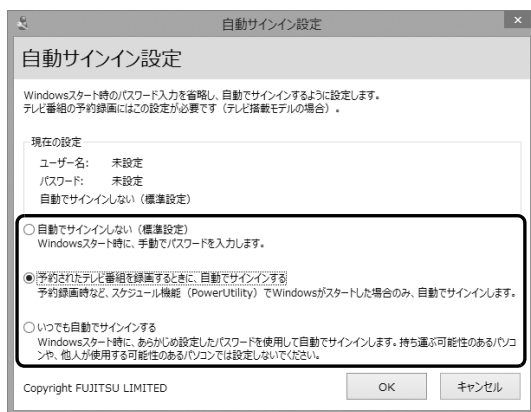 自動サインイン設定
自動サインイン設定
Windowsスタート時のパスワード入力を省略し、自動でサインインするように設定します。
テレビ番組の予約録画にはこの設定が必要です（テレビ搭載モデルの場合）。
現在の設定
ユーザー名: 未設定
パスワード: 未設定
自動でサインインしない（標準設定）
自動でサインインしない（標準設定）
Windowsスタート時に、手動でパスワードを入力します。
予約されたテレビ番組を録画するときに、自動でサインインする
予約録画時など、スケジュール機能（PowerUtility）でWindowsがスタートした場合のみ、自動でサインインします。
いつでも自動でサインインする
Windowsスタート時に、あらかじめ設定したパスワードを使用して自動でサインインします。持ち運ぶ可能性のあるパソコ
ンや、他人が使用する可能性のあるパソコンでは設定しないでください。
Copyright FUJITSU LIMITED
OK
キャンセル